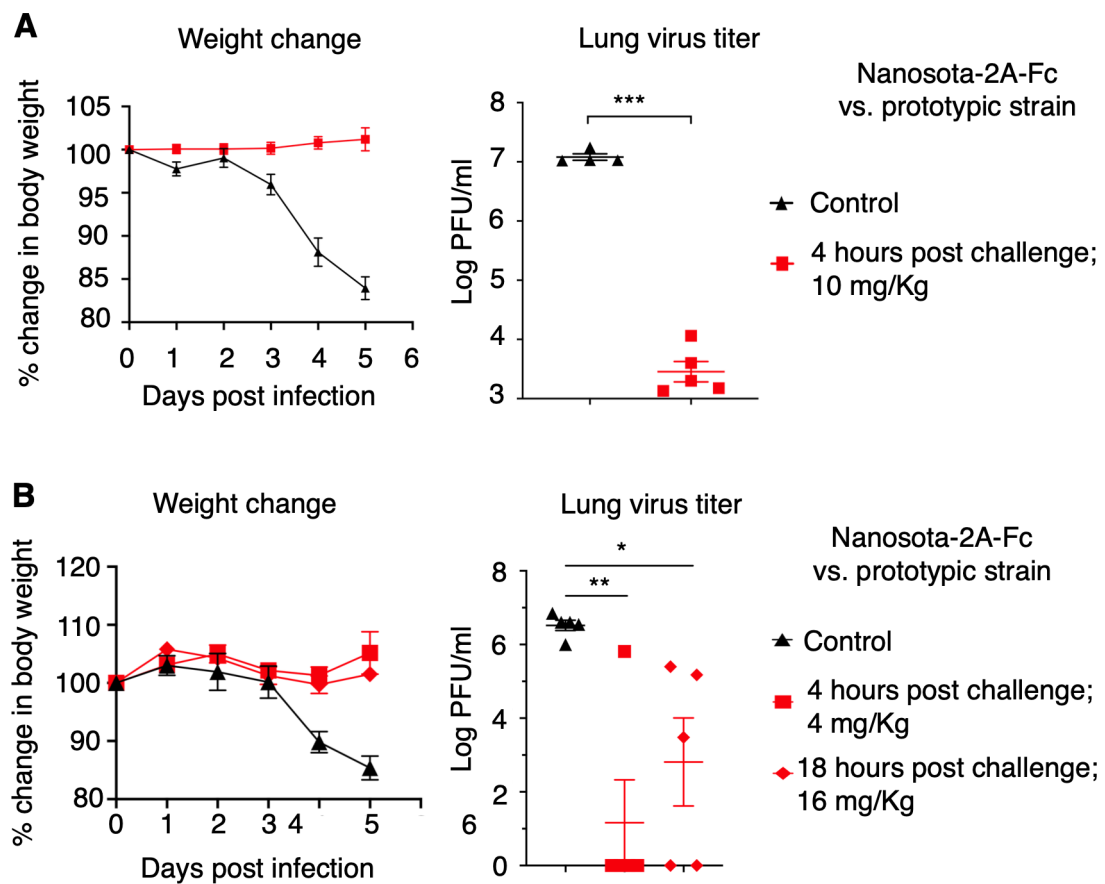 A
Weight change
% change in body weight
105
100
95
90
85
80
0 1 2 3 4 5 6
Days post infection
Lung virus titer
Log PFU/ml
8
7
6
5
4
3
***
Nanosota-2A-Fc
vs. prototypic strain
Control
4 hours post challenge;
10 mg/Kg
B
Weight change
% change in body weight
120
110
100
90
80
0 1 2 3 4 5 6
Days post infection
Lung virus titer
Log PFU/ml
8
6
4
2
0
*
**
Nanosota-2A-Fc
vs. prototypic strain
Control
4 hours post challenge;
4 mg/Kg
18 hours post challenge;
16 mg/Kg